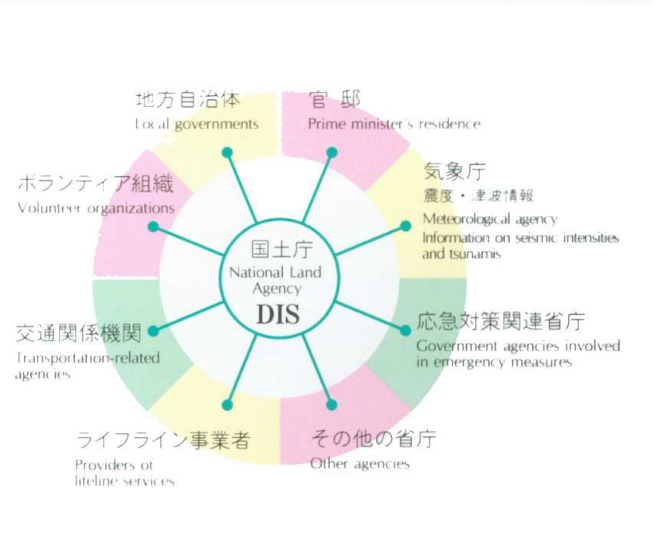 地方自治体
Local governments
官 邸
Prime minister's residence
気象庁
震度・津波情報
Meteorological agency
Information on seismic intensities
and tsunamis
ボランティア組織
Volunteer organizations
国土庁
National Land
Agency
DIS
応急対策関連省庁
Government agencies involved
in emergency measures
交通関係機関
Transportation-related
agencies
ライフライン事業者
Providers of
lifeline services
その他の省庁
Other agencies